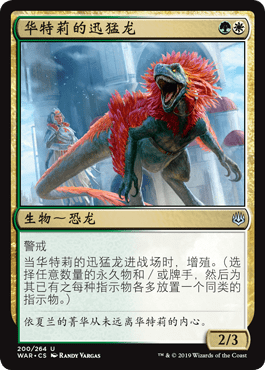 华特莉的迅猛龙
生物~恐龙
警戒
当华特莉的迅猛龙进战场时，增殖。（选
择任意数量的永久物和／或牌手，然后为
其已有之每种指示物各多放置一个同类的
指示物。）
依夏兰的菁华从未远离华特莉的内心。
2/3
200/264 U
WAR • CS RANDY VARGAS
™ & © 2019 Wizards of the Coast